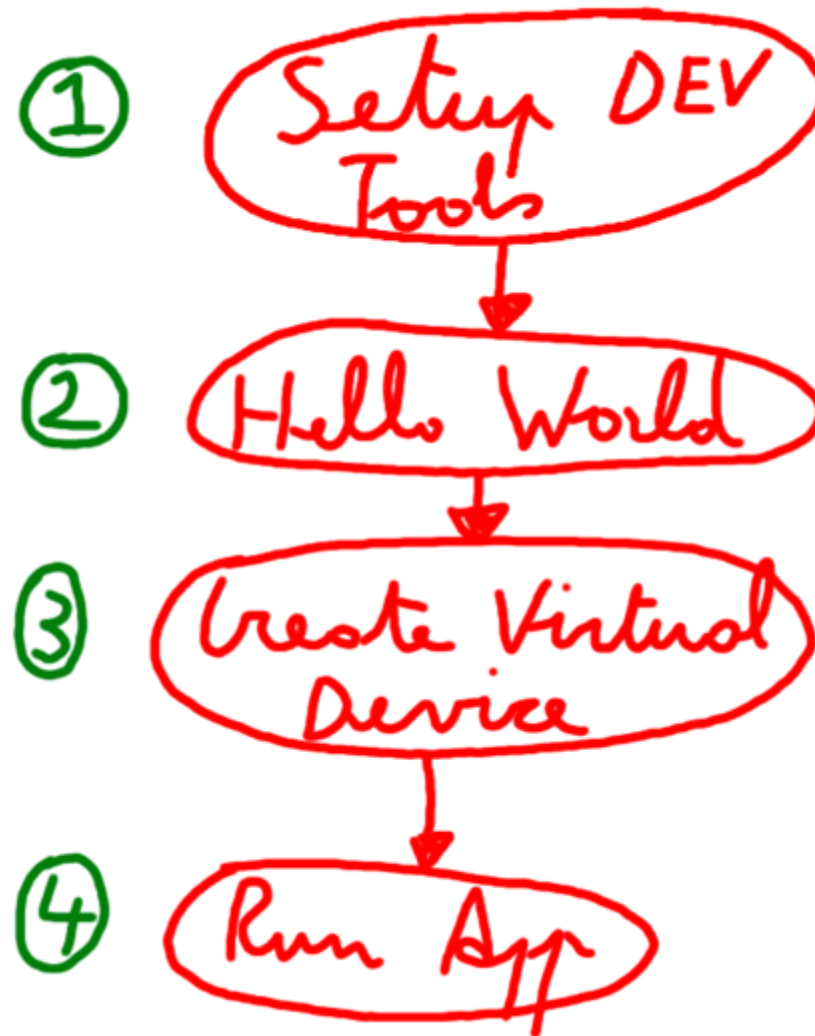 1
Setup DEV
Tools
2
Hello World
3
Create Virtual
Device
4
Run App